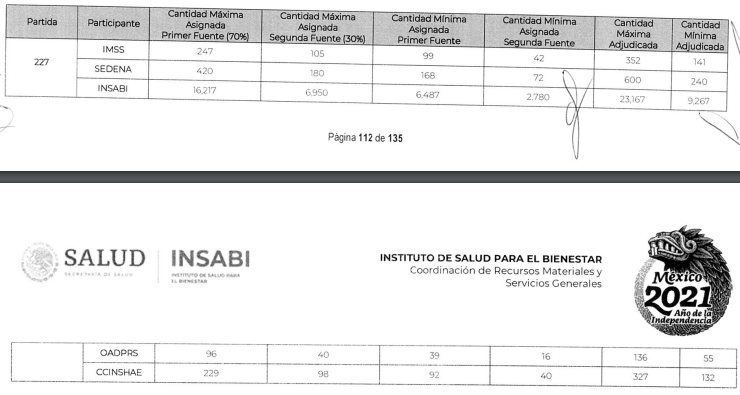 Partida Participante Cantidad Máxima Asignada Primer Fuente (70%) Cantidad Máxima Asignada Segunda Fuente (30%) Cantidad Mínima Asignada Primer Fuente Cantidad Mínima Asignada Segunda Fuente Cantidad Máxima Adjudicada Cantidad Mínima Adjudicada
227 IMSS 247 105 99 42 352 141
SEDENA 420 180 168 72 600 240
INSABI 16,217 6,950 6,487 2,780 23,167 9,267
Página 112 de 135
SALUD
SECRETARÍA DE SALUD
INSABI
INSTITUTO DE SALUD PARA
EL BIENESTAR
INSTITUTO DE SALUD PARA EL BIENESTAR
Coordinación de Recursos Materiales y
Servicios Generales
México
2021
Año de la
Independencia
OADPRS 96 40 39 16 136 55
CCINSHAE 229 98 92 40 327 132